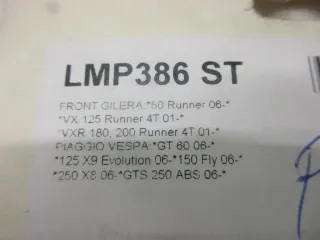 LMP386 ST
FRONT GILERA:*50 Runner 06-*
*VX 125 Runner 4T 01-*
*VXR 180, 200 Runner 4T 01-*
PIAGGIO VESPA:*GT 60 06-*
*125 X9 Evolution 06-*150 Fly 06-*
*250 X8 06-*GTS 250 ABS 06-*